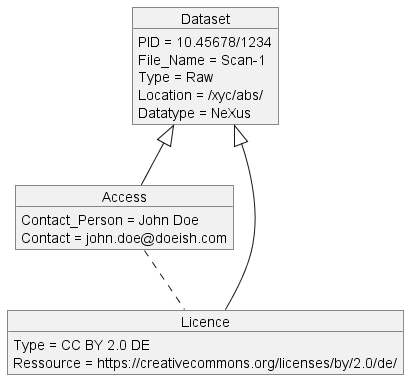 Dataset
PID = 10.45678/1234
File_Name = Scan-1
Type = Raw
Location = /xyc/abs/
Datatype = NeXus
Access
Contact_Person = John Doe
Contact = john.doe@doeish.com
Licence
Type = CC BY 2.0 DE
Ressource = https://creativecommons.org/licenses/by/2.0/de/